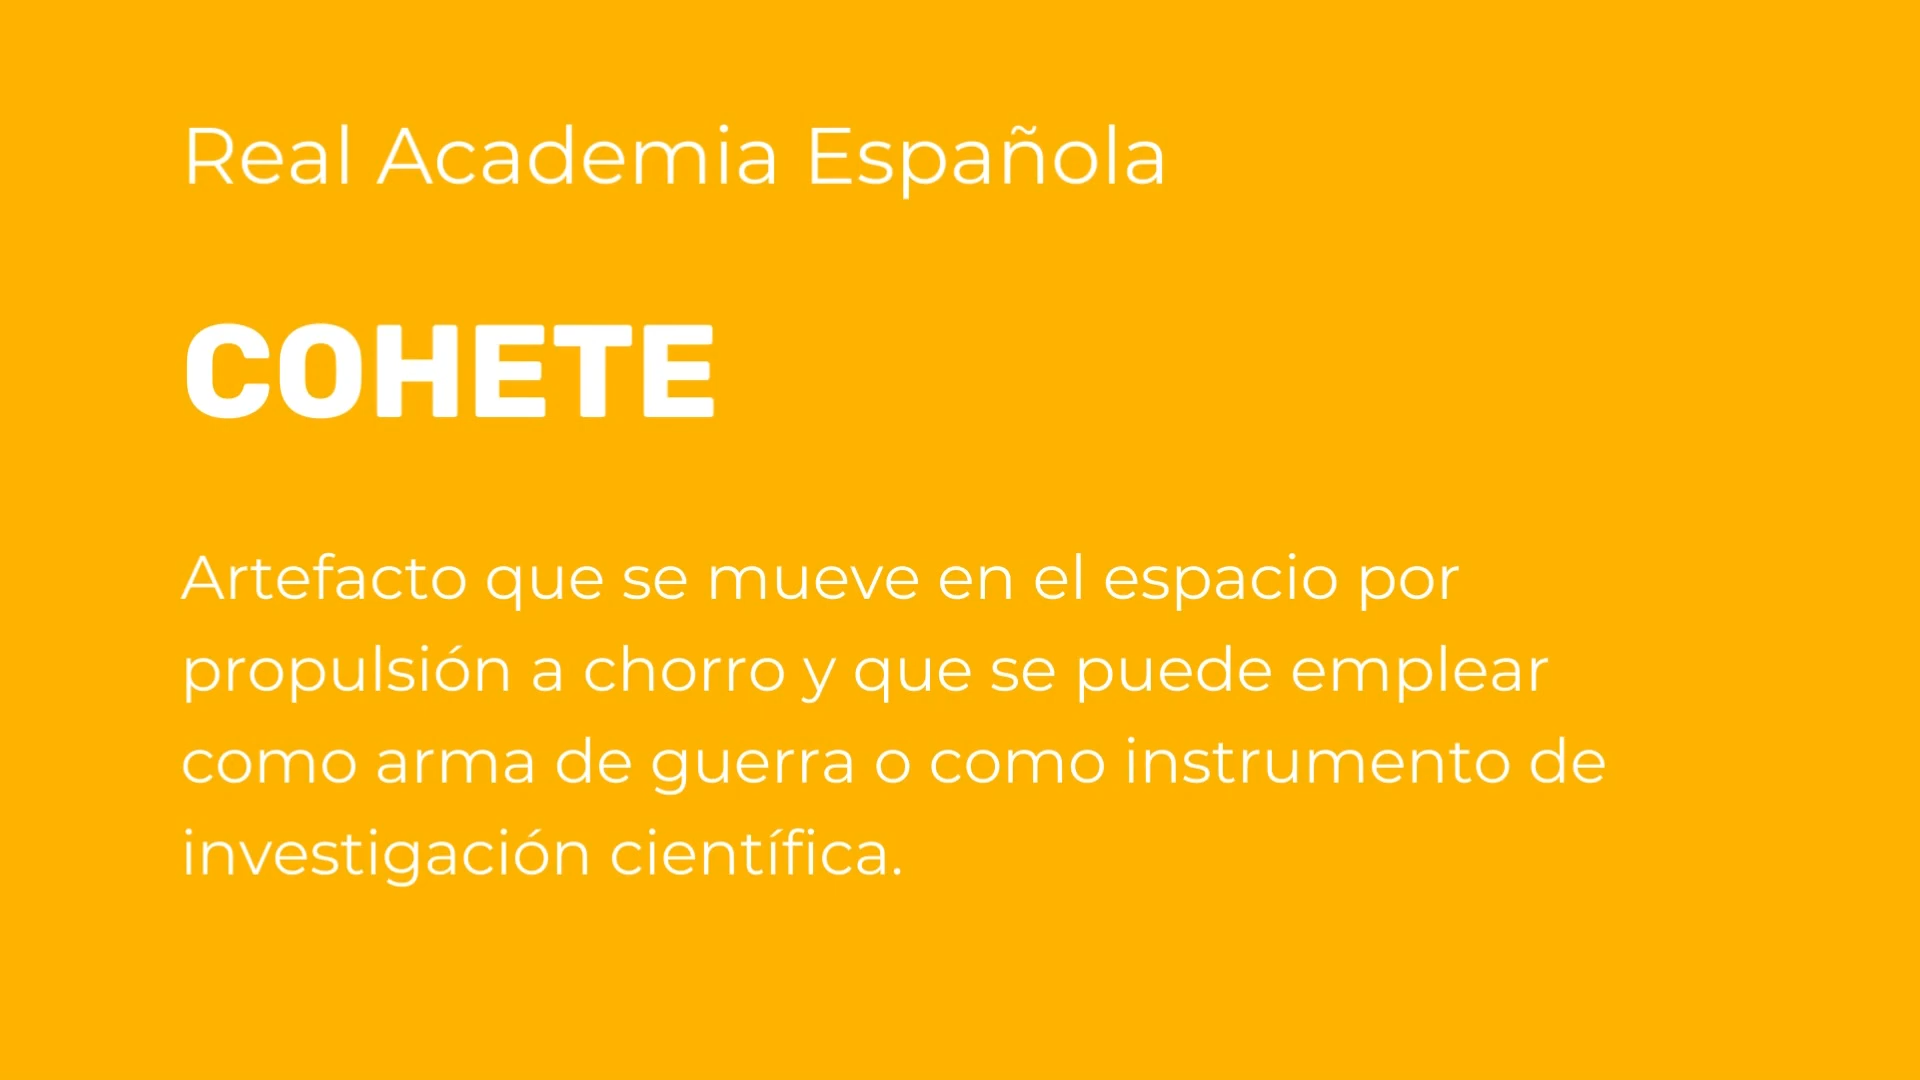 Real Academia Española
COHETE
Artefacto que se mueve en el espacio por
propulsión a chorro y que se puede emplear
como arma de guerra o como instrumento de
investigación científica.